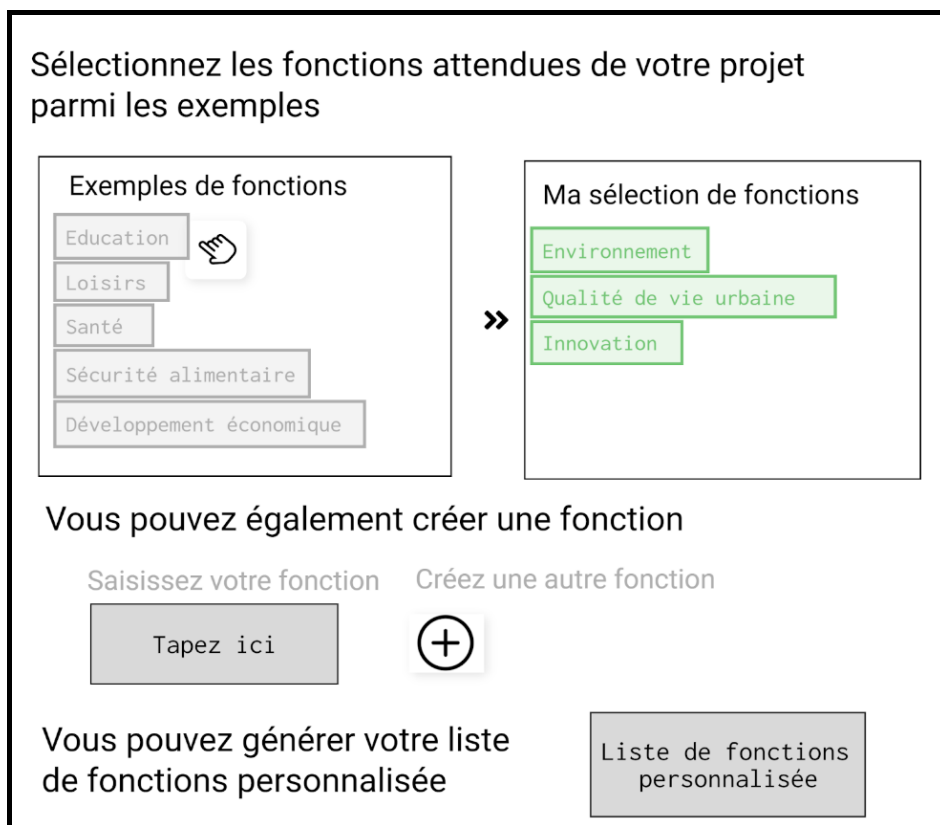 Sélectionnez les fonctions attendues de votre projet
parmi les exemples
Exemples de fonctions
Education
Loisirs
Santé
Sécurité alimentaire
Développement économique
»
Ma sélection de fonctions
Environnement
Qualité de vie urbaine
Innovation
Vous pouvez également créer une fonction
Saisissez votre fonction
Tapez ici
Créez une autre fonction
Vous pouvez générer votre liste
de fonctions personnalisée
Liste de fonctions
personnalisée